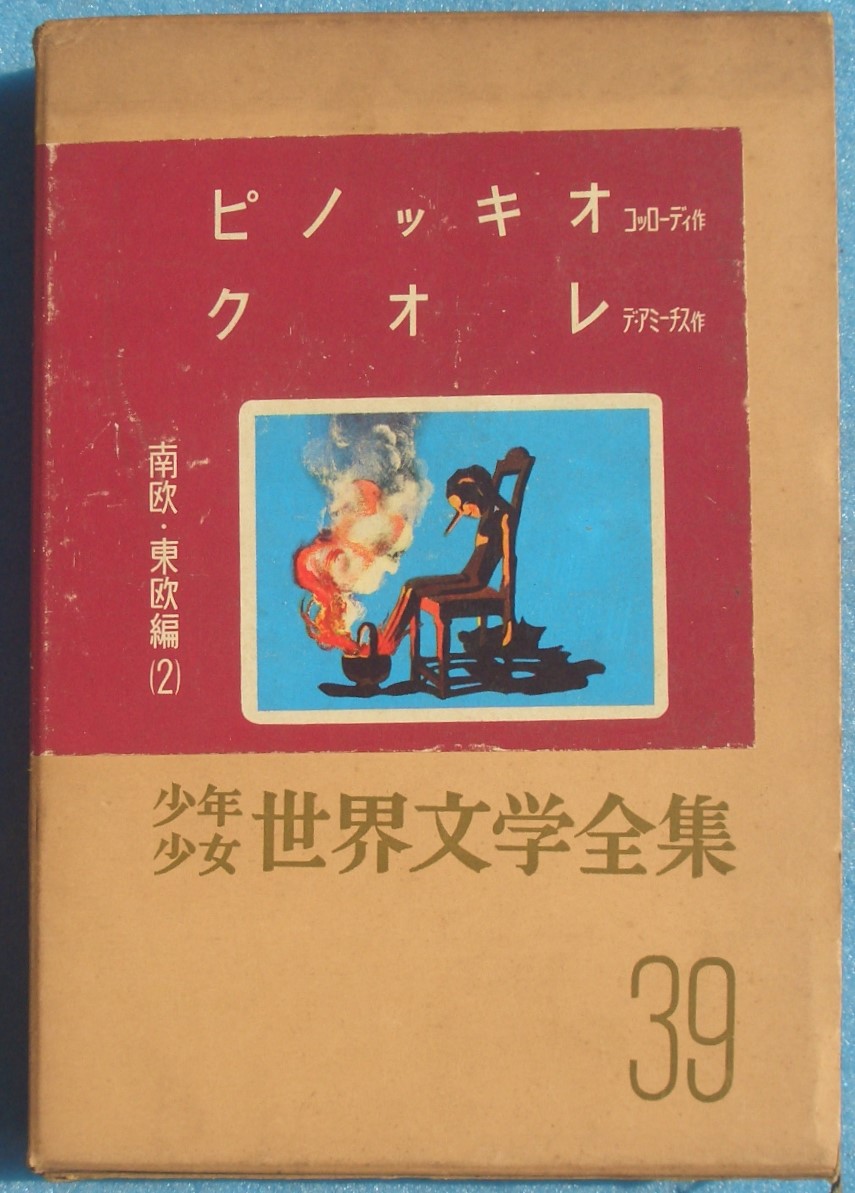 ピノッキオ コッローディ作
クオレ デ・アミーチス作
南欧・東欧編(2)
少年少女 世界文学全集
39